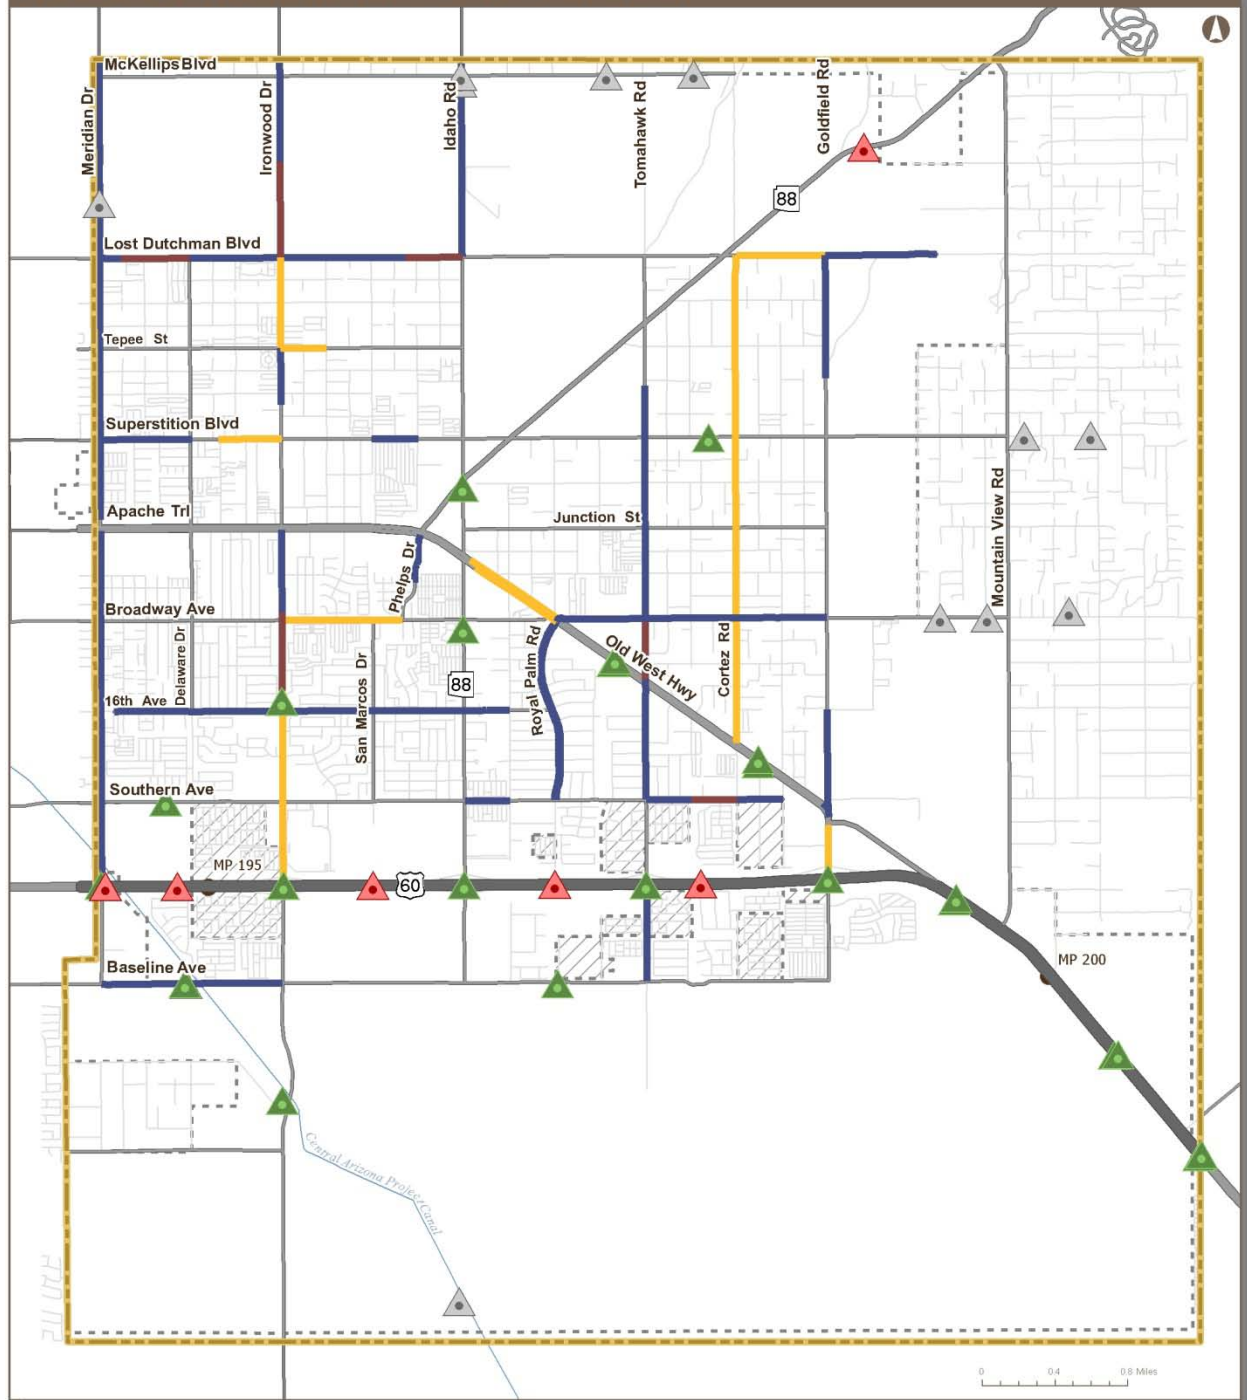 McKellips Blvd
Meridian Dr
Ironwood Dr
Idaho Rd
Tomahawk Rd
Goldfield Rd
88
Lost Dutchman Blvd
Tepee St
Superstition Blvd
Apache Trl
Junction St
Mountain View Rd
Phelps Dr
Broadway Ave
Delaware Dr
San Marcos Dr
88
Royal Palm Rd
Old West Hwy
Cortez Rd
16th Ave
Southern Ave
MP 195
60
Baseline Ave
MP 200
Central Arizona Project Canal
0 0.4 0.8 Miles